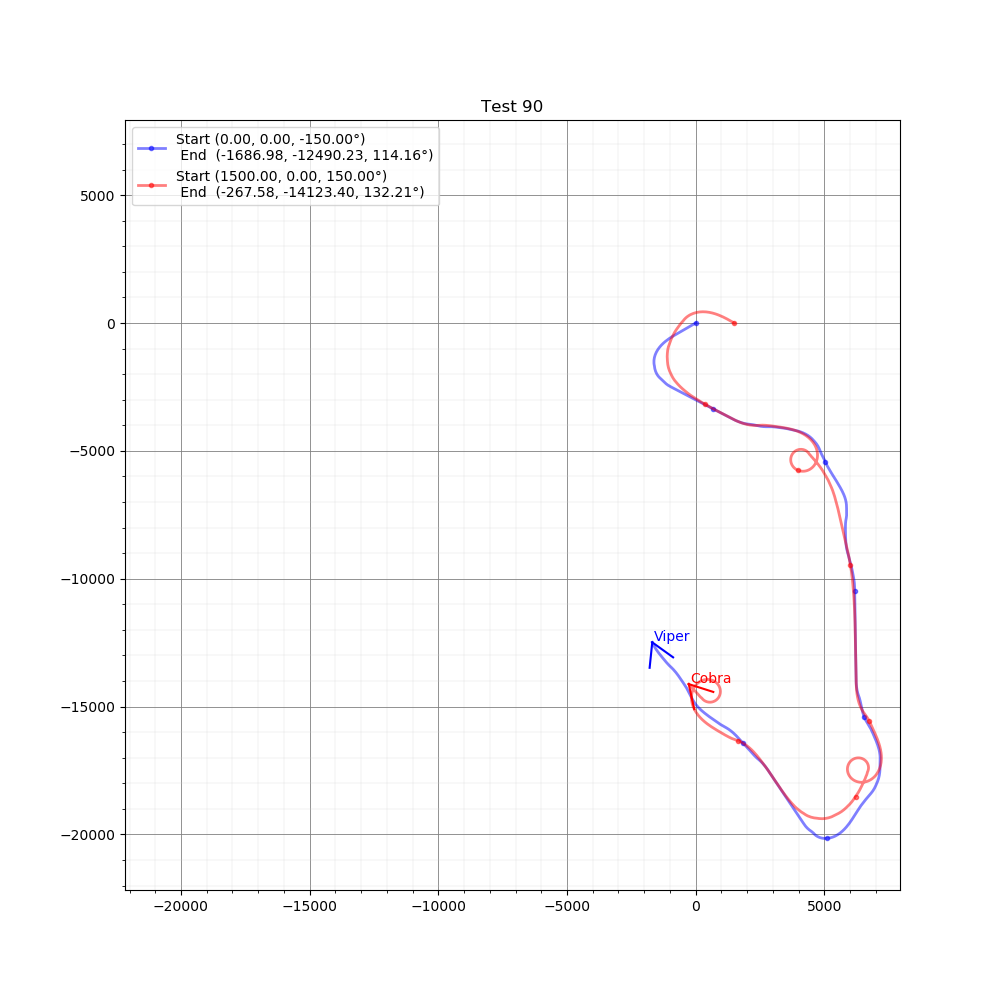 Test 90
Start (0.00, 0.00, -150.00°)
End (-1686.98, -12490.23, 114.16°)
Start (1500.00, 0.00, 150.00°)
End (-267.58, -14123.40, 132.21°)
5000
0
−5000
−10000
−15000
−20000
Viper
Cobra
−20000 −15000 −10000 −5000 0 5000